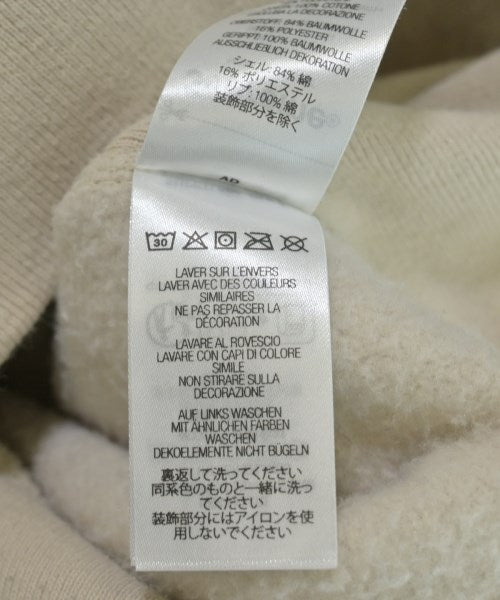 100% COTONE
LA DECORAZIONE
OBERSTOFF: 84% BAUMWOLLE
16% POLYESTER
GERIPPT: 100% BAUMWOLLE
AUSSCHLIEßLICH DEKORATION
シェル: 84% 綿
16% ポリエステル
リブ: 100% 綿
装飾部分を除く
AD
30
LAVER SUR L'ENVERS
LAVER AVEC DES COULEURS
SIMILAIRES
NE PAS REPASSER LA
DÉCORATION
LAVARE AL ROVESCIO
LAVARE CON CAPI DI COLORE
SIMILE
NON STIRARE SULLA
DECORAZIONE
AUF LINKS WASCHEN
MIT ÄHNLICHEN FARBEN
WASCHEN
DEKOELEMENTE NICHT BÜGELN
裏返して洗ってください
同系色のものと一緒に洗っ
てください
装飾部分にはアイロンを使
用しないでください